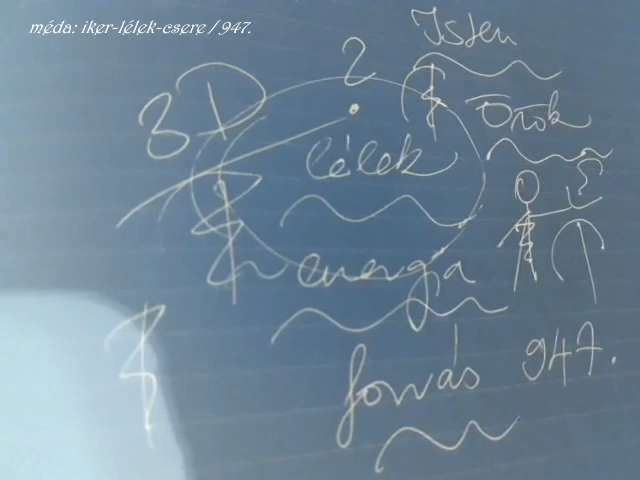 méda: iker-lélek-csere / 947.
Isten
2
3D
Örök
lélek
energia
forrás 947.